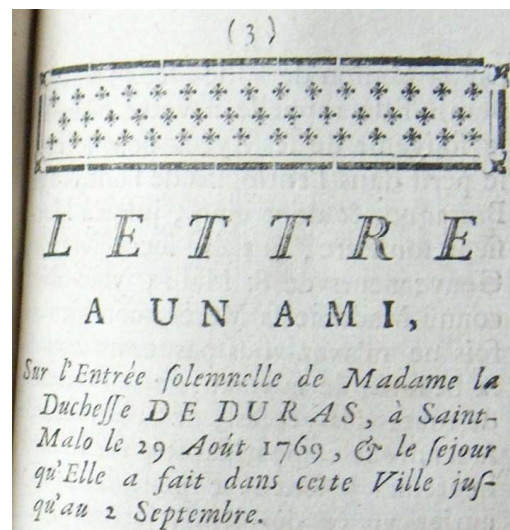 (3)
LETTRE
A UN AMI,
Sur l'Entrée ſolemnelle de Madame la
Ducheſſe DE DURAS, à Saint-
Malo le 29 Août 1769, & le ſejour
qu'Elle a fait dans cette Ville juſ-
qu'au 2 Septembre.